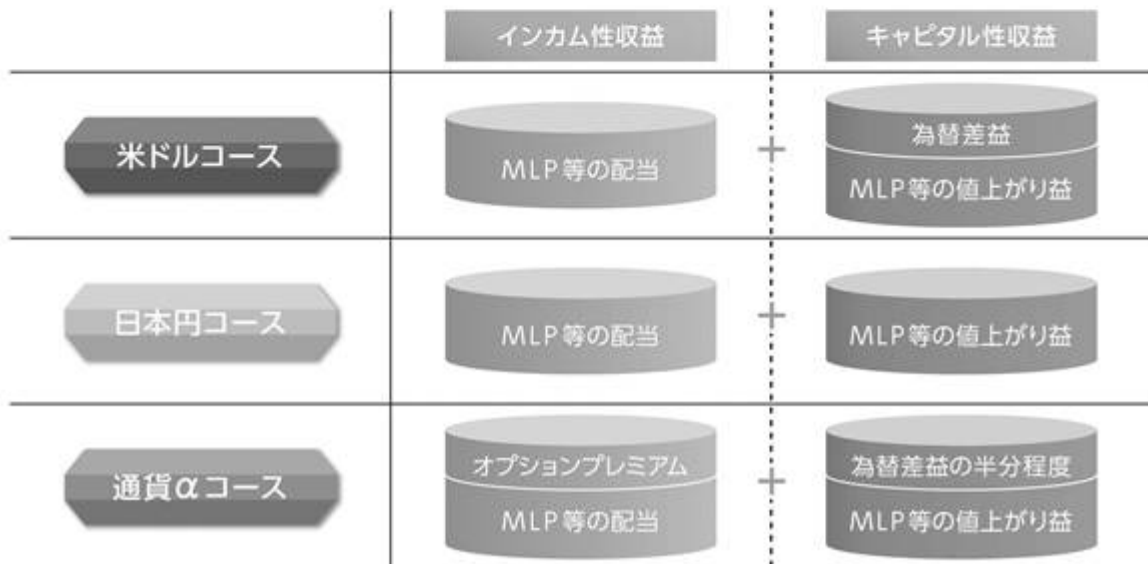 インカム性収益
キャピタル性収益
米ドルコース
MLP等の配当
+
為替差益
MLP等の値上がり益
日本円コース
MLP等の配当
+
MLP等の値上がり益
通貨αコース
オプションプレミアム
MLP等の配当
+
為替差益の半分程度
MLP等の値上がり益